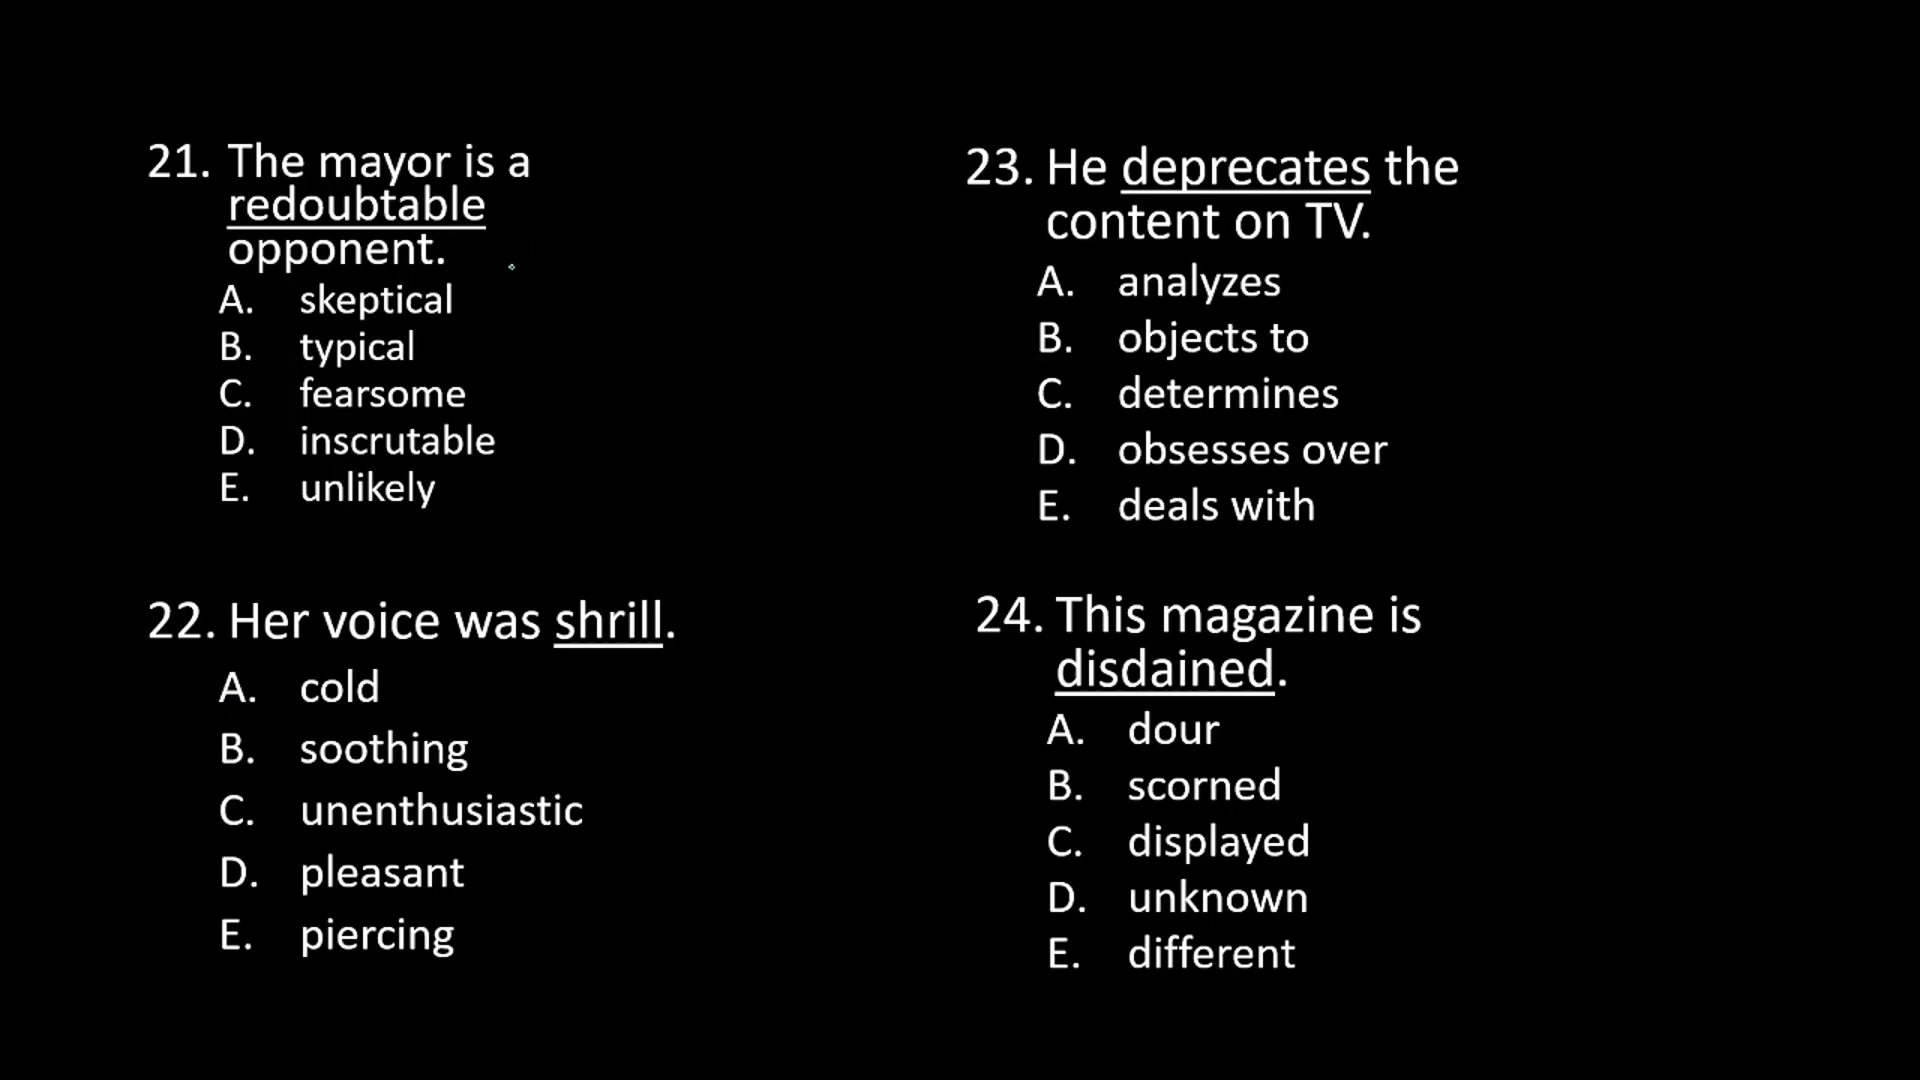 21. The mayor is a
redoubtable
opponent.
A. skeptical
B. typical
C. fearsome
D. inscrutable
E. unlikely
22. Her voice was shrill.
A. cold
B. soothing
C. unenthusiastic
D. pleasant
E. piercing
23. He deprecates the
content on TV.
A. analyzes
B. objects to
C. determines
D. obsesses over
E. deals with
24. This magazine is
disdained.
A. dour
B. scorned
C. displayed
D. unknown
E. different